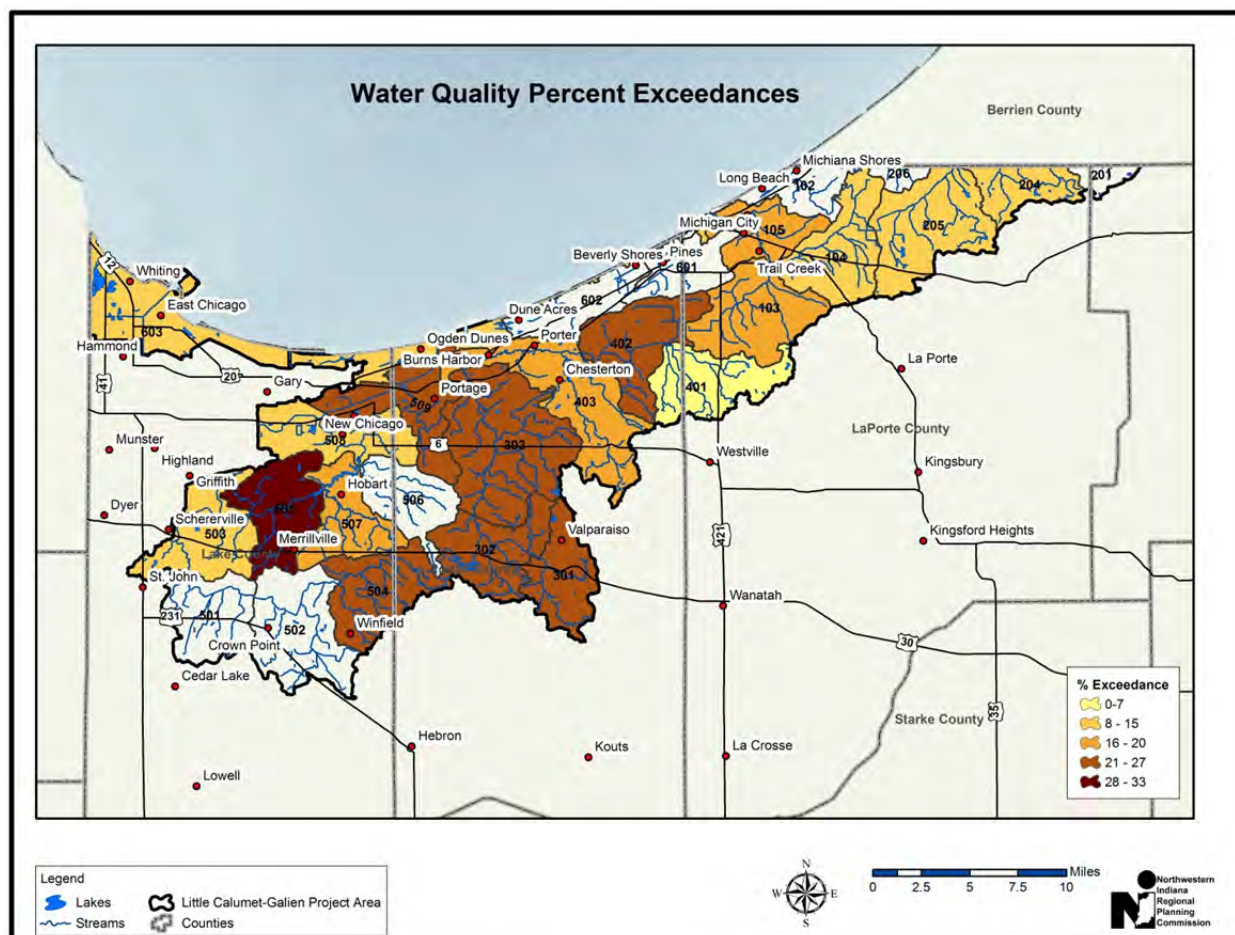 Water Quality Percent Exceedances
Berrien County
Michiana Shores
Long Beach
102
206
201
204
205
Michigan City
105
104
Trail Creek
Beverly Shores
Pines
601
602
Dune Acres
103
12
Whiting
East Chicago
603
Hammond
41
20
Gary
Ogden Dunes
Burns Harbor
Porter
402
Chesterton
403
401
La Porte
LaPorte County
Portage
509
New Chicago
508
6
303
Westville
Kingsbury
Munster
Highland
Griffith
Hobart
506
507
Dyer
Schererville
503
Lake County
Merrillville
Valparaiso
302
301
421
Kingsford Heights
St. John
504
Winfield
Wanatah
231
501
502
Crown Point
30
Cedar Lake
35
Starke County
Hebron
Kouts
La Crosse
Lowell
% Exceedance
0-7
8 - 15
16 - 20
21 - 27
28 - 33
Legend
Lakes
Little Calumet-Galien Project Area
Streams
Counties
N
W E
S
Miles
0 2.5 5 7.5 10
Northwestern
Indiana
Regional
Planning
Commission